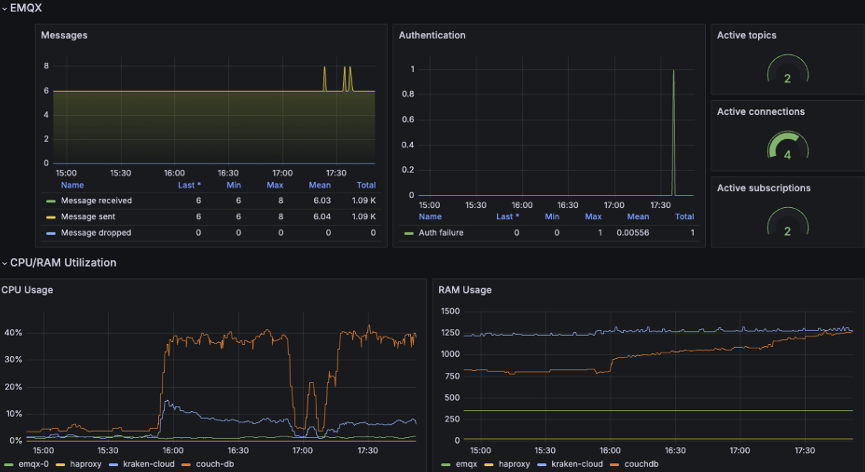 EMQX
Messages
8
6
4
2
0
15:00 15:30 16:00 16:30 17:00 17:30
Name Last * Min Max Mean Total
Message received 6 6 8 6.03 1.09 K
Message sent 6 6 8 6.04 1.09 K
Message dropped 0 0 0 0 0
Authentication
1
0.8
0.6
0.4
0.2
0
15:00 15:30 16:00 16:30 17:00 17:30
Name Last * Min Max Mean Total
Auth failure 0 0 1 0.00556 1
Active topics
2
Active connections
4
Active subscriptions
2
CPU/RAM Utilization
CPU Usage
40%
30%
20%
10%
0%
15:00 15:30 16:00 16:30 17:00 17:30
emqx-0 haproxy kraken-cloud couch-db
RAM Usage
1500
1250
1000
750
500
250
0
15:00 15:30 16:00 16:30 17:00 17:30
emqx haproxy kraken-cloud couchdb